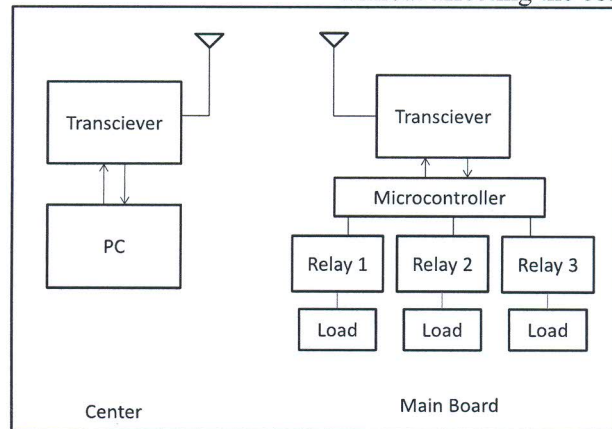 Transciever
Transciever
Microcontroller
PC
Relay 1
Relay 2
Relay 3
Load
Load
Load
Center
Main Board